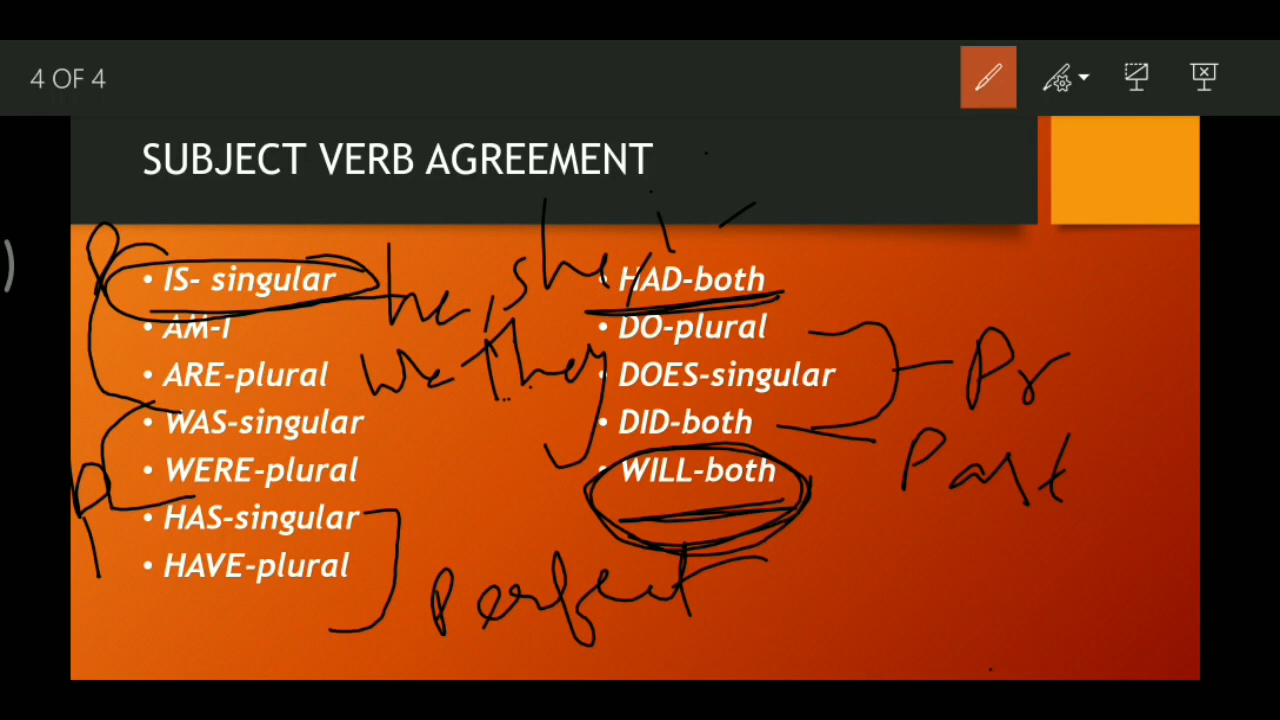 4 OF 4
SUBJECT VERB AGREEMENT
• IS- singular
• AM-I
• ARE-plural
• WAS-singular
• WERE-plural
• HAS-singular
• HAVE-plural
he, she,
we they
Perfect
• HAD-both
• DO-plural
• DOES-singular
• DID-both
• WILL-both
Pr
Past